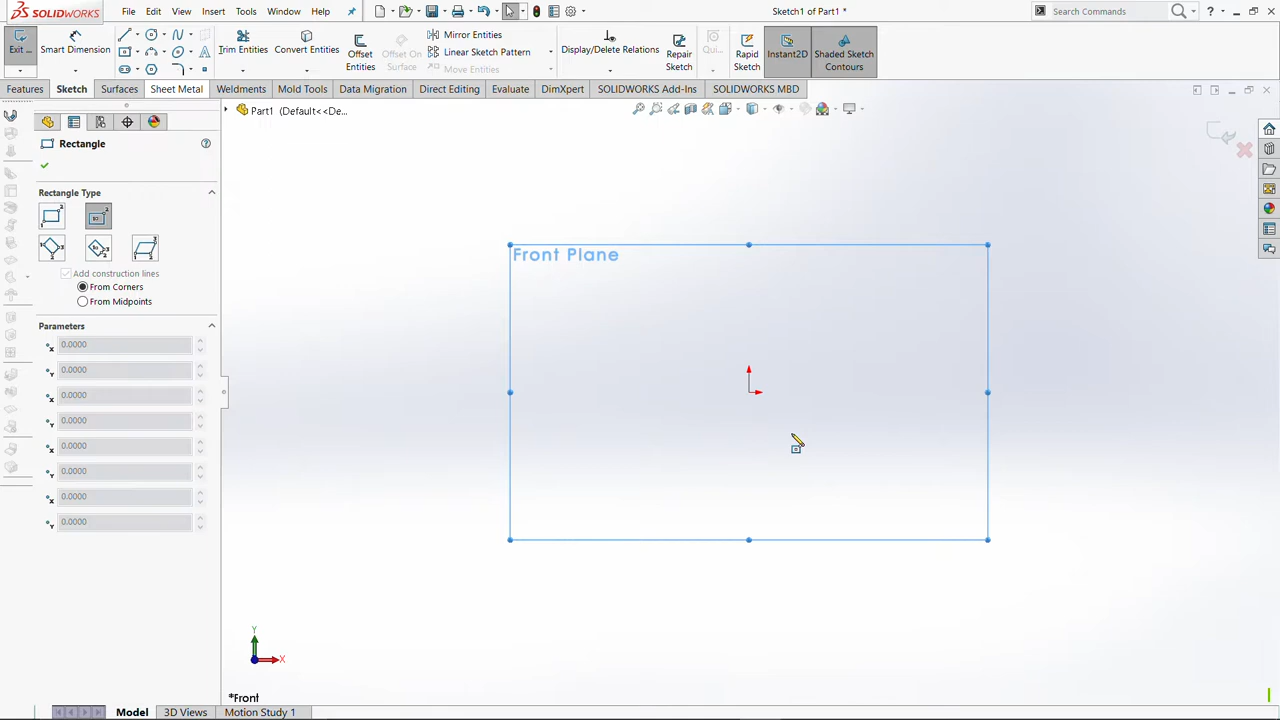 SOLIDWORKS
File Edit View Insert Tools Window Help
Sketch1 of Part1 *
Search Commands
Exit ...
Smart Dimension
Trim Entities
Convert Entities
Offset Entities
Offset On Surface
Mirror Entities
Linear Sketch Pattern
Move Entities
Display/Delete Relations
Repair Sketch
Qui...
Rapid Sketch
Instant2D
Shaded Sketch Contours
Features Sketch Surfaces Sheet Metal Weldments Mold Tools Data Migration Direct Editing Evaluate DimXpert SOLIDWORKS Add-Ins SOLIDWORKS MBD
Part1 (Default<<De...
Rectangle
Rectangle Type
Add construction lines
From Corners
From Midpoints
Parameters
x 0.0000
Y 0.0000
x 0.0000
Y 0.0000
x 0.0000
Y 0.0000
x 0.0000
Y 0.0000
Front Plane
Y
X
*Front
Model 3D Views Motion Study 1